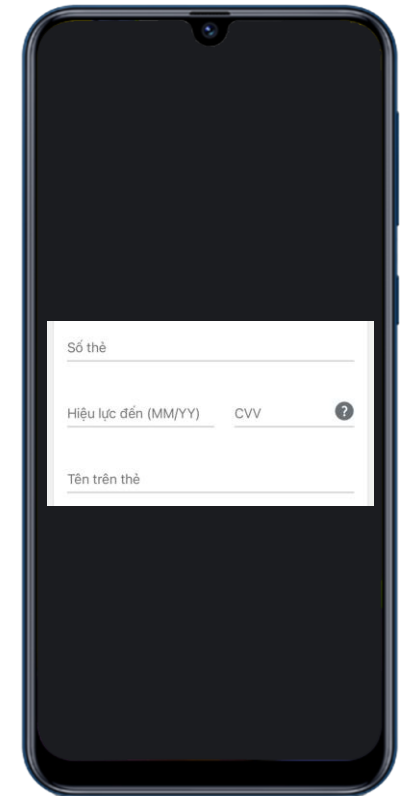 Số thẻ
Hiệu lực đến (MM/YY) CVV ?
Tên trên thẻ